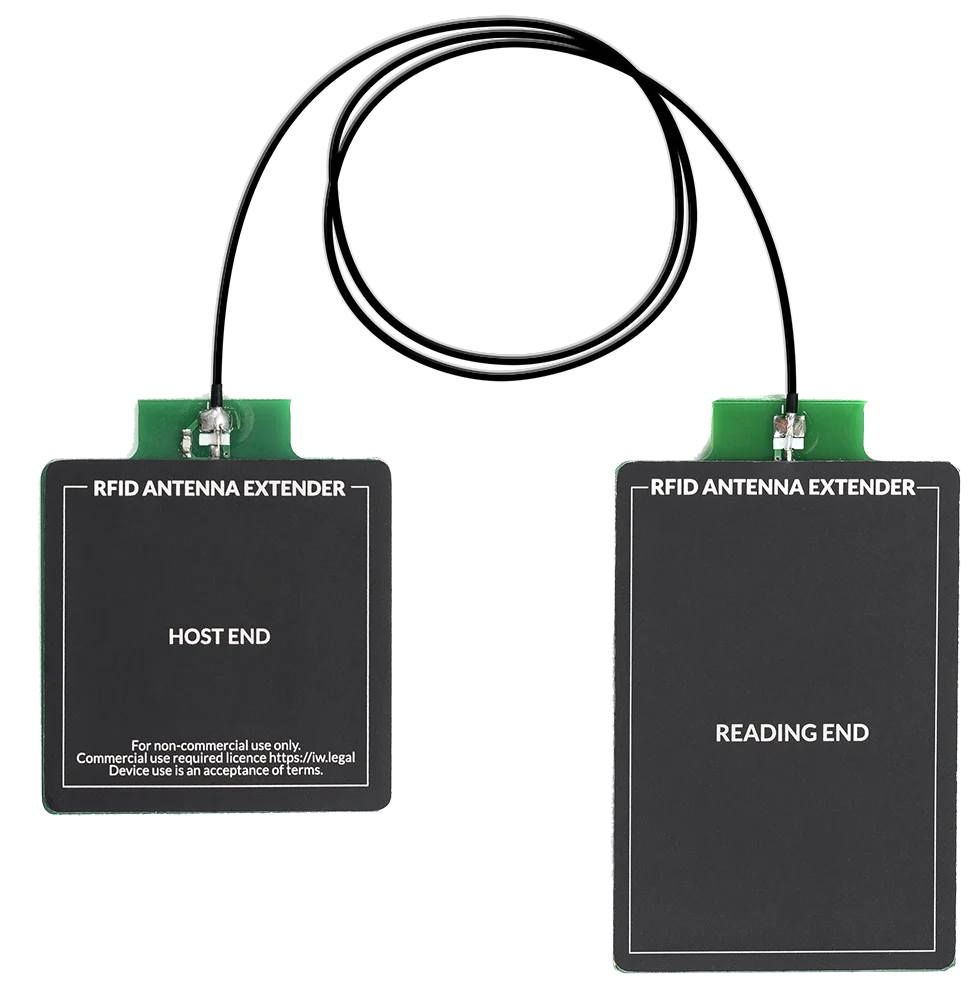 RFID ANTENNA EXTENDER
HOST END
For non-commercial use only.
Commercial use required licence https://iw.legal
Device use is an acceptance of terms.
RFID ANTENNA EXTENDER
READING END